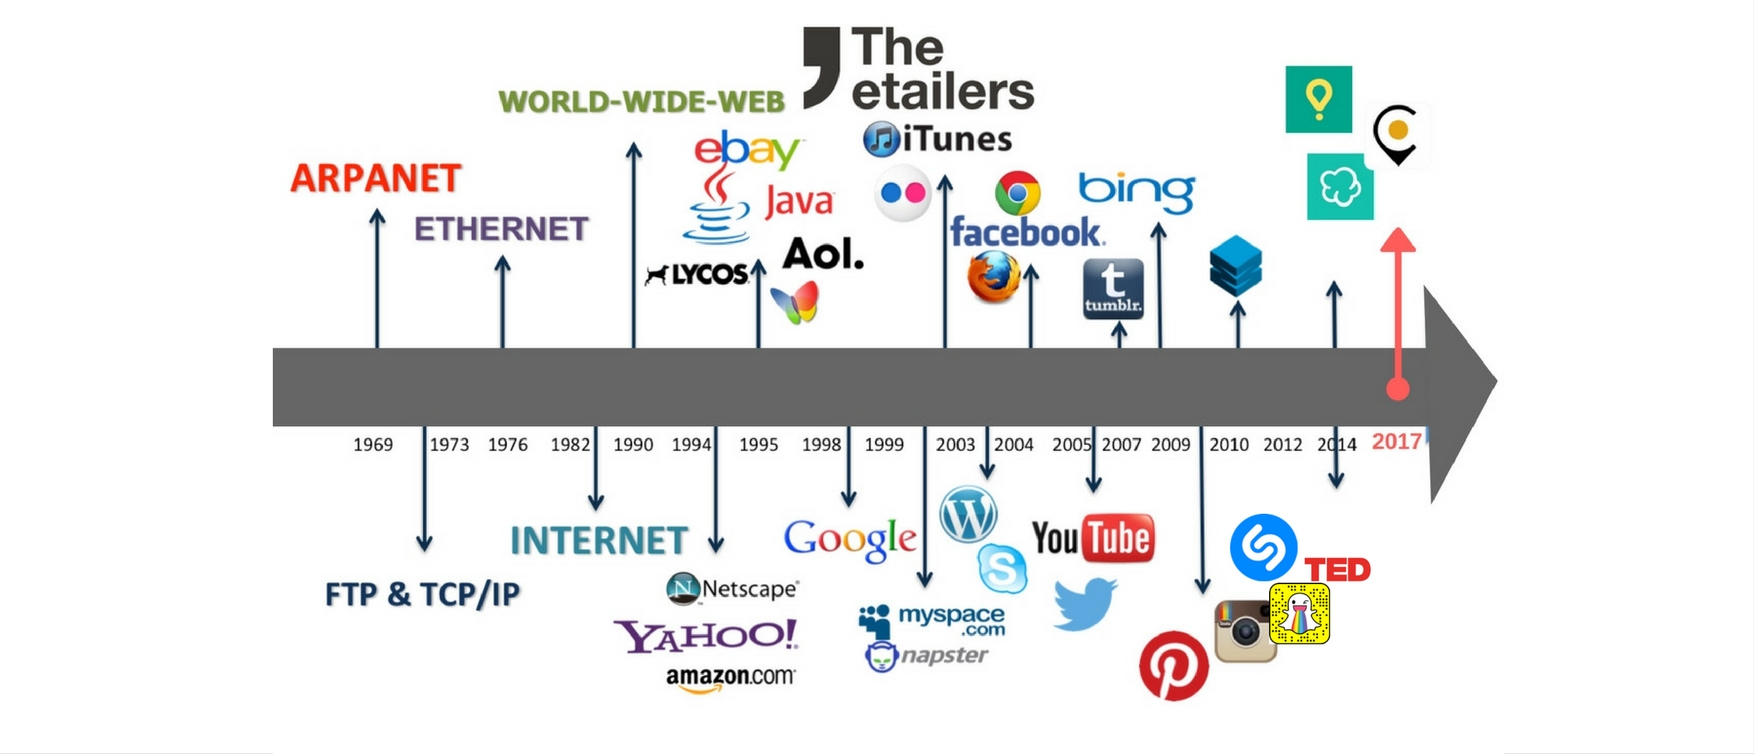 The
etailers
WORLD-WIDE-WEB
ebay
iTunes
ARPANET
Java
bing
ETHERNET
facebook.
Aol.
LYCOS
tumblr.
t
1969 1973 1976 1982 1990 1994 1995 1998 1999 2003 2004 2005 2007 2009 2010 2012 2014 2017
INTERNET
Google
W
YouTube
S
FTP & TCP/IP
N Netscape
TED
myspace
.com
YAHOO!
napster
amazon.com